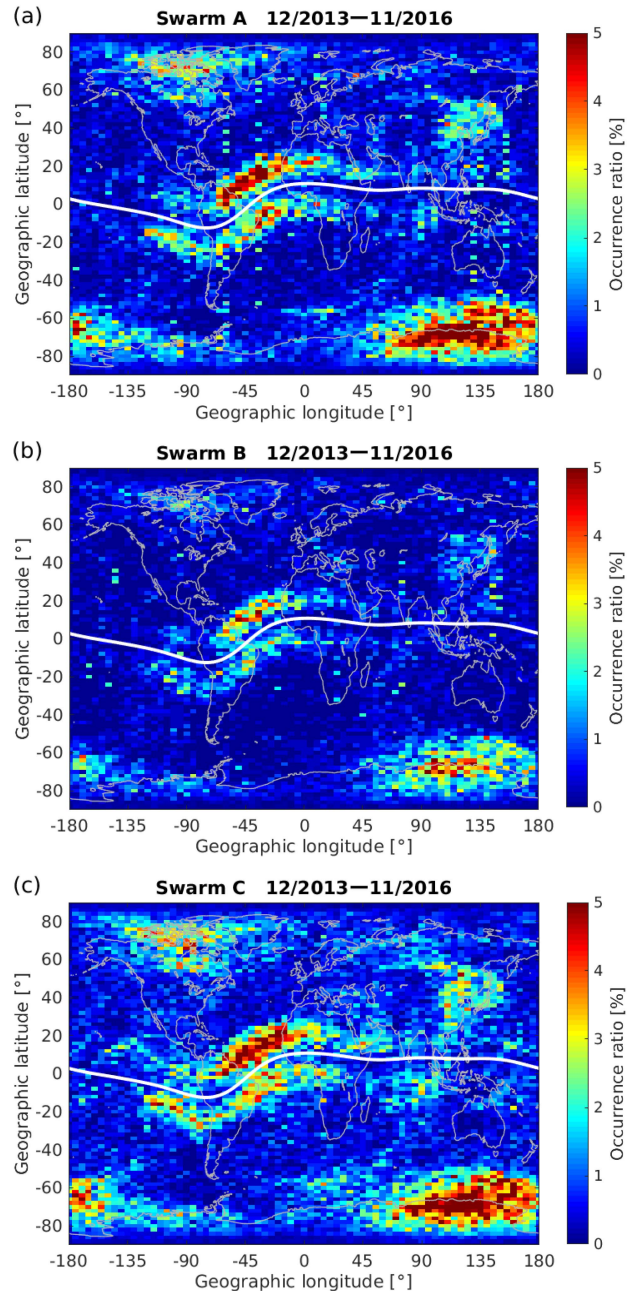 (a)
Swarm A 12/2013—11/2016
Geographic latitude [°]
80
60
40
20
0
-20
-40
-60
-80
-180 -135 -90 -45 0 45 90 135 180
Geographic longitude [°]
5
4
3
2
1
0
Occurrence ratio [%]
(b)
Swarm B 12/2013—11/2016
Geographic latitude [°]
80
60
40
20
0
-20
-40
-60
-80
-180 -135 -90 -45 0 45 90 135 180
Geographic longitude [°]
5
4
3
2
1
0
Occurrence ratio [%]
(c)
Swarm C 12/2013—11/2016
Geographic latitude [°]
80
60
40
20
0
-20
-40
-60
-80
-180 -135 -90 -45 0 45 90 135 180
Geographic longitude [°]
5
4
3
2
1
0
Occurrence ratio [%]